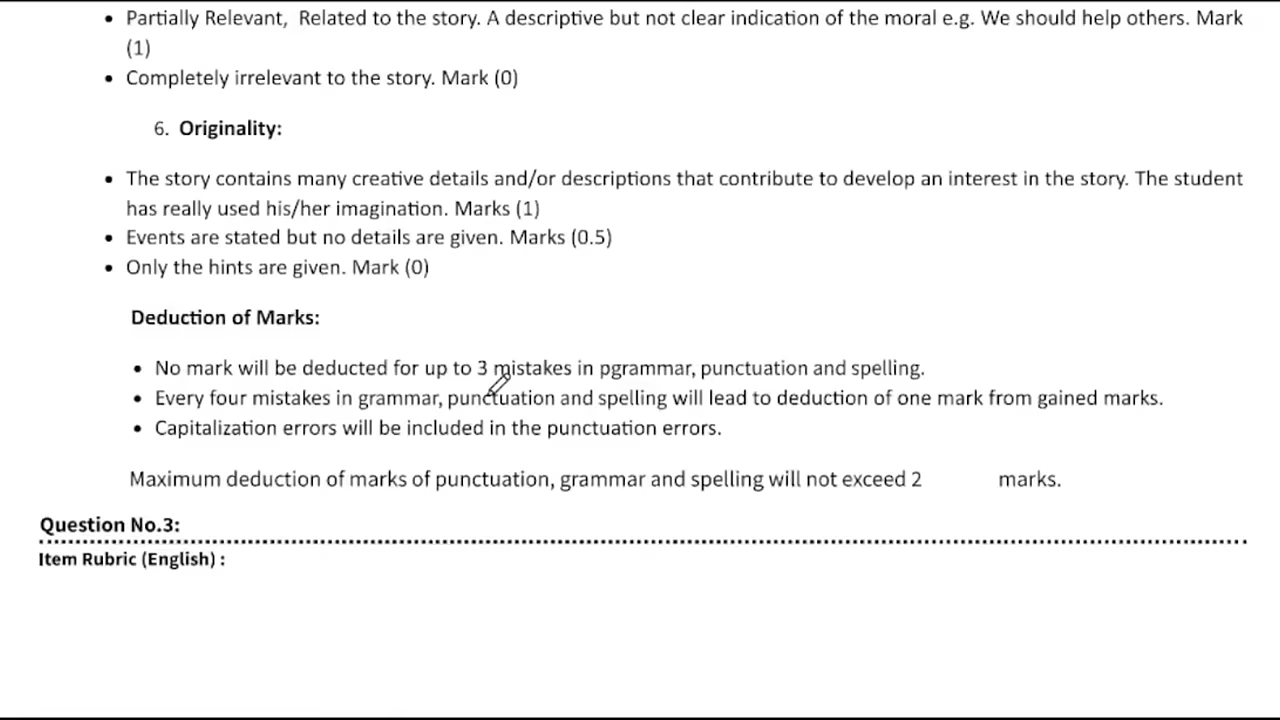 • Partially Relevant,  Related to the story. A descriptive but not clear indication of the moral e.g. We should help others. Mark
(1)
• Completely irrelevant to the story. Mark (0)
6. Originality:
• The story contains many creative details and/or descriptions that contribute to develop an interest in the story. The student
has really used his/her imagination. Marks (1)
• Events are stated but no details are given. Marks (0.5)
• Only the hints are given. Mark (0)
Deduction of Marks:
• No mark will be deducted for up to 3 mistakes in pgrammar, punctuation and spelling.
• Every four mistakes in grammar, punctuation and spelling will lead to deduction of one mark from gained marks.
• Capitalization errors will be included in the punctuation errors.
Maximum deduction of marks of punctuation, grammar and spelling will not exceed 2 marks.
Question No.3:
Item Rubric (English) :